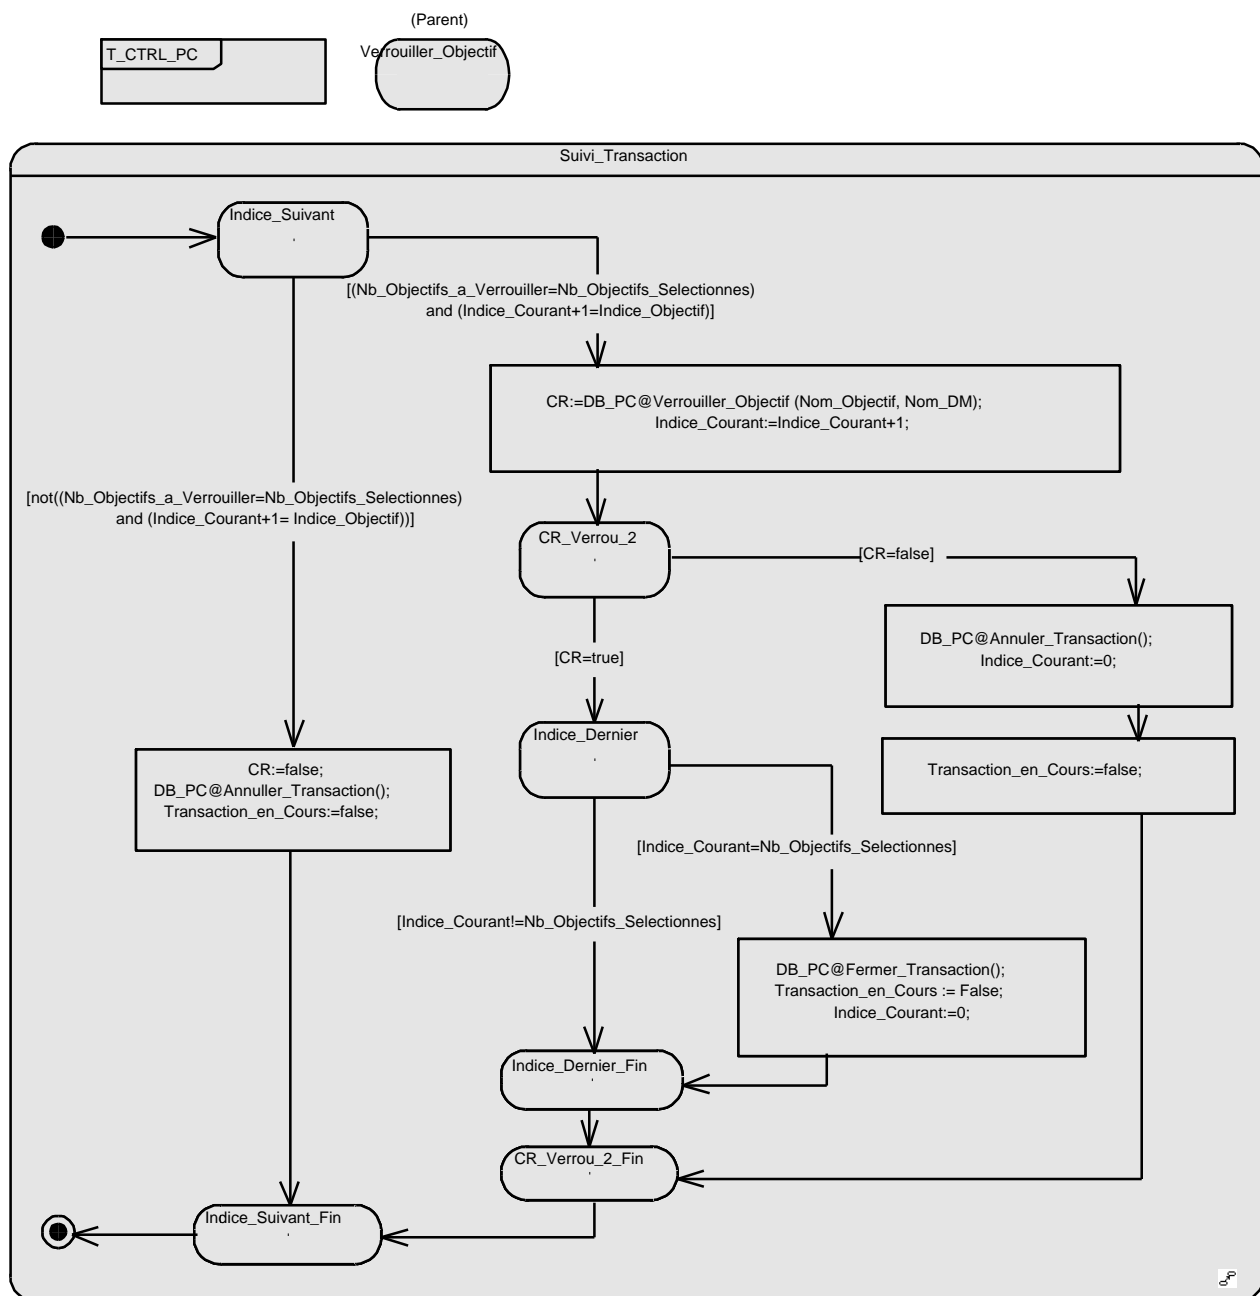 (Parent)
T_CTRL_PC
Verrouiller_Objectif
Suivi_Transaction
Indice_Suivant
[(Nb_Objectifs_a_Verrouiller=Nb_Objectifs_Selectionnes)
and (Indice_Courant+1=Indice_Objectif)]
CR:=DB_PC@Verrouiller_Objectif (Nom_Objectif, Nom_DM);
Indice_Courant:=Indice_Courant+1;
[not((Nb_Objectifs_a_Verrouiller=Nb_Objectifs_Selectionnes)
and (Indice_Courant+1= Indice_Objectif))]
CR_Verrou_2
[CR=false]
DB_PC@Annuler_Transaction();
Indice_Courant:=0;
[CR=true]
Indice_Dernier
Transaction_en_Cours:=false;
CR:=false;
DB_PC@Annuller_Transaction();
Transaction_en_Cours:=false;
[Indice_Courant=Nb_Objectifs_Selectionnes]
[Indice_Courant!=Nb_Objectifs_Selectionnes]
DB_PC@Fermer_Transaction();
Transaction_en_Cours := False;
Indice_Courant:=0;
Indice_Dernier_Fin
CR_Verrou_2_Fin
Indice_Suivant_Fin